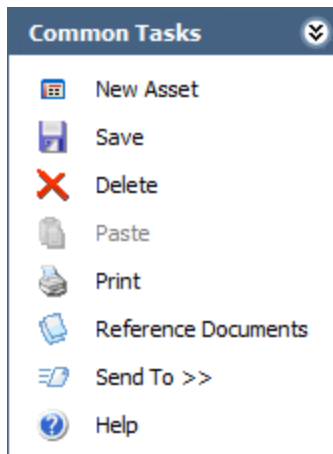 Common Tasks
New Asset
Save
Delete
Paste
Print
Reference Documents
Send To >>
Help